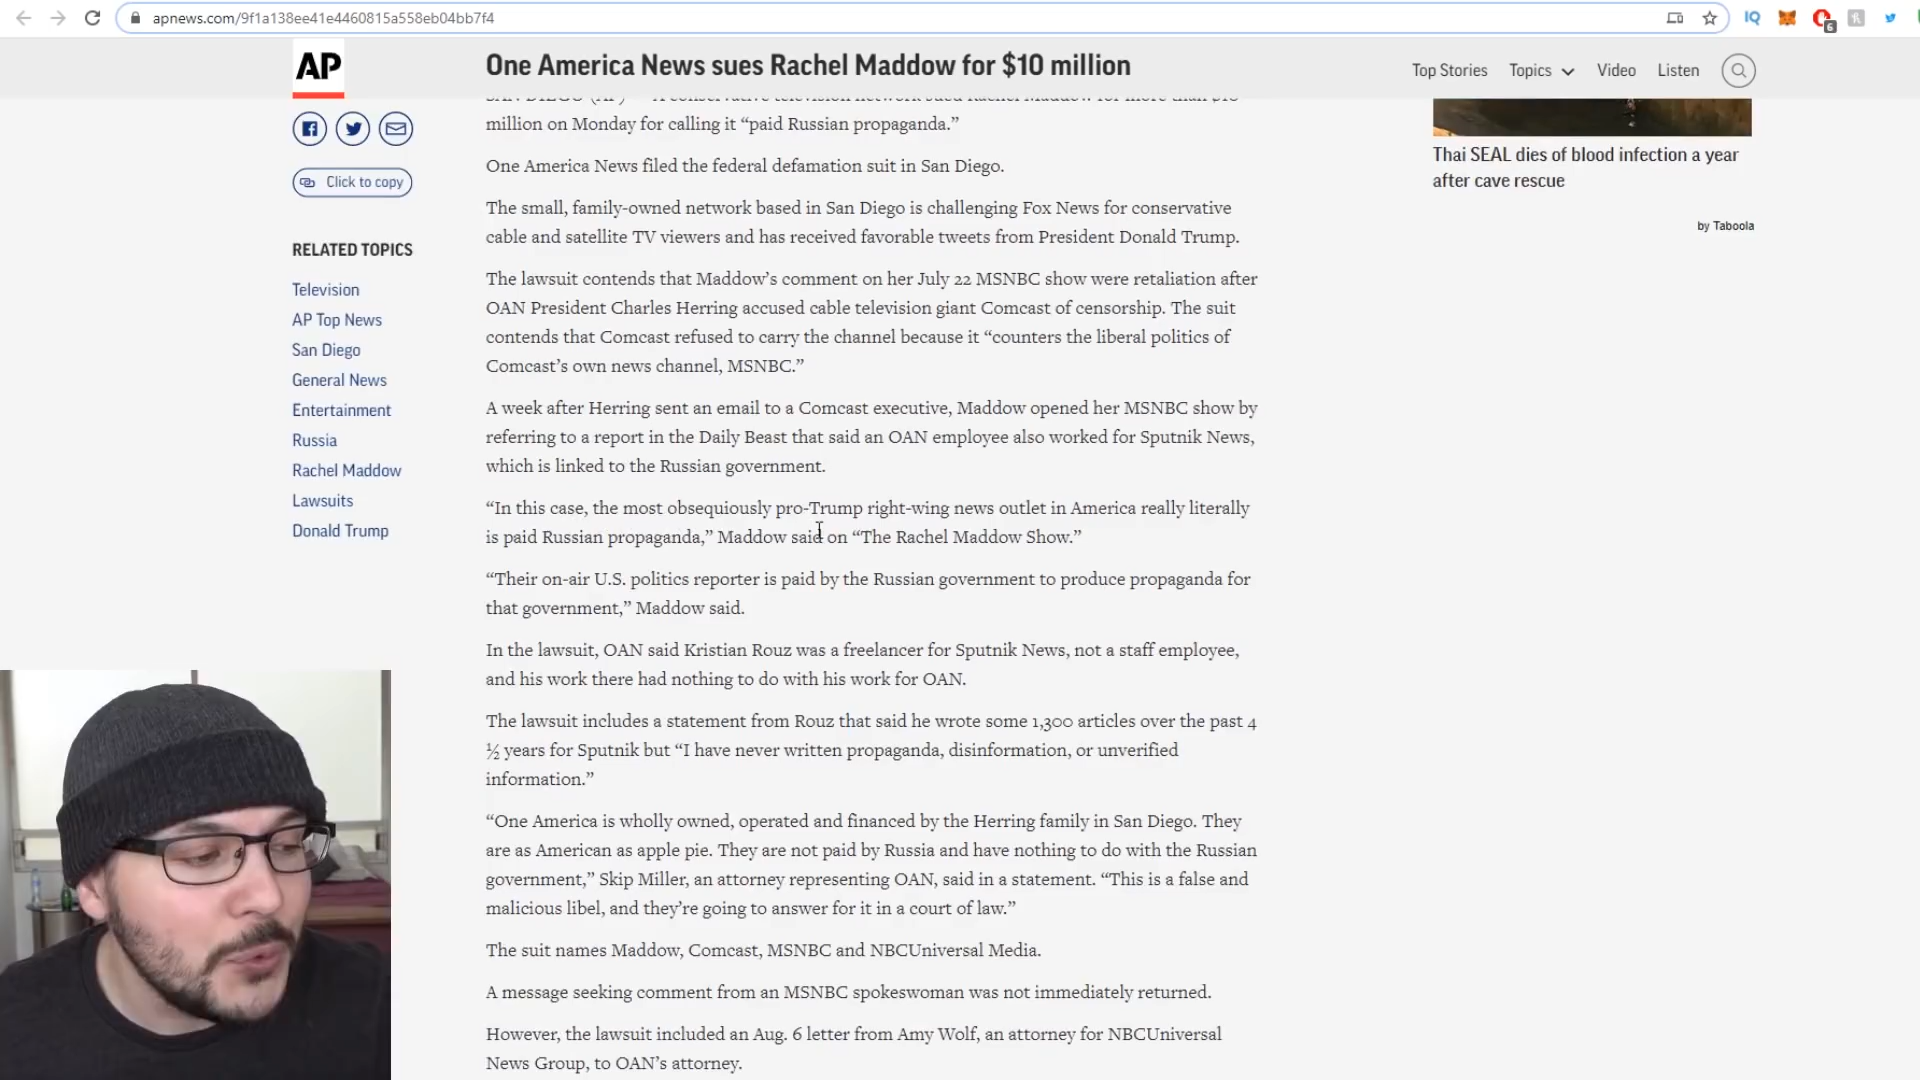 apnews.com/9f1a138ee41e4460815a558eb04bb7f4
IQ
6
AP
One America News sues Rachel Maddow for $10 million
Top Stories
Topics
Video
Listen
SAN DIEGO (AP) — A conservative television network sued Rachel Maddow for more than $10
million on Monday for calling it “paid Russian propaganda.”
Click to copy
One America News filed the federal defamation suit in San Diego.
The small, family-owned network based in San Diego is challenging Fox News for conservative
cable and satellite TV viewers and has received favorable tweets from President Donald Trump.
The lawsuit contends that Maddow’s comment on her July 22 MSNBC show were retaliation after
OAN President Charles Herring accused cable television giant Comcast of censorship. The suit
contends that Comcast refused to carry the channel because it “counters the liberal politics of
Comcast’s own news channel, MSNBC.”
A week after Herring sent an email to a Comcast executive, Maddow opened her MSNBC show by
referring to a report in the Daily Beast that said an OAN employee also worked for Sputnik News,
which is linked to the Russian government.
“In this case, the most obsequiously pro-Trump right-wing news outlet in America really literally
is paid Russian propaganda,” Maddow said on “The Rachel Maddow Show.”
“Their on-air U.S. politics reporter is paid by the Russian government to produce propaganda for
that government,” Maddow said.
In the lawsuit, OAN said Kristian Rouz was a freelancer for Sputnik News, not a staff employee,
and his work there had nothing to do with his work for OAN.
The lawsuit includes a statement from Rouz that said he wrote some 1,300 articles over the past 4
½ years for Sputnik but “I have never written propaganda, disinformation, or unverified
information.”
“One America is wholly owned, operated and financed by the Herring family in San Diego. They
are as American as apple pie. They are not paid by Russia and have nothing to do with the Russian
government,” Skip Miller, an attorney representing OAN, said in a statement. “This is a false and
malicious libel, and they’re going to answer for it in a court of law.”
The suit names Maddow, Comcast, MSNBC and NBCUniversal Media.
A message seeking comment from an MSNBC spokeswoman was not immediately returned.
However, the lawsuit included an Aug. 6 letter from Amy Wolf, an attorney for NBCUniversal
News Group, to OAN’s attorney.
RELATED TOPICS
Television
AP Top News
San Diego
General News
Entertainment
Russia
Rachel Maddow
Lawsuits
Donald Trump
Thai SEAL dies of blood infection a year
after cave rescue
by Taboola